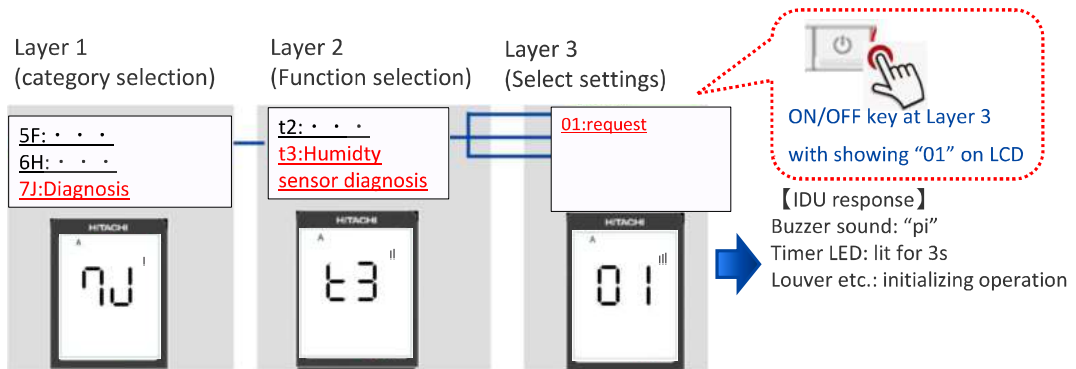 Layer 1
(category selection)
Layer 2
(Function selection)
Layer 3
(Select settings)
5F:・・・
6H:・・・
7J:Diagnosis
t2:・・・
t3:Humidty
sensor diagnosis
01:request
ON/OFF key at Layer 3
with showing “01” on LCD
【IDU response】
Buzzer sound: “pi”
Timer LED: lit for 3s
Louver etc.: initializing operation
HITACHI
A
I
7J
HITACHI
A
II
t3
HITACHI
A
III
01